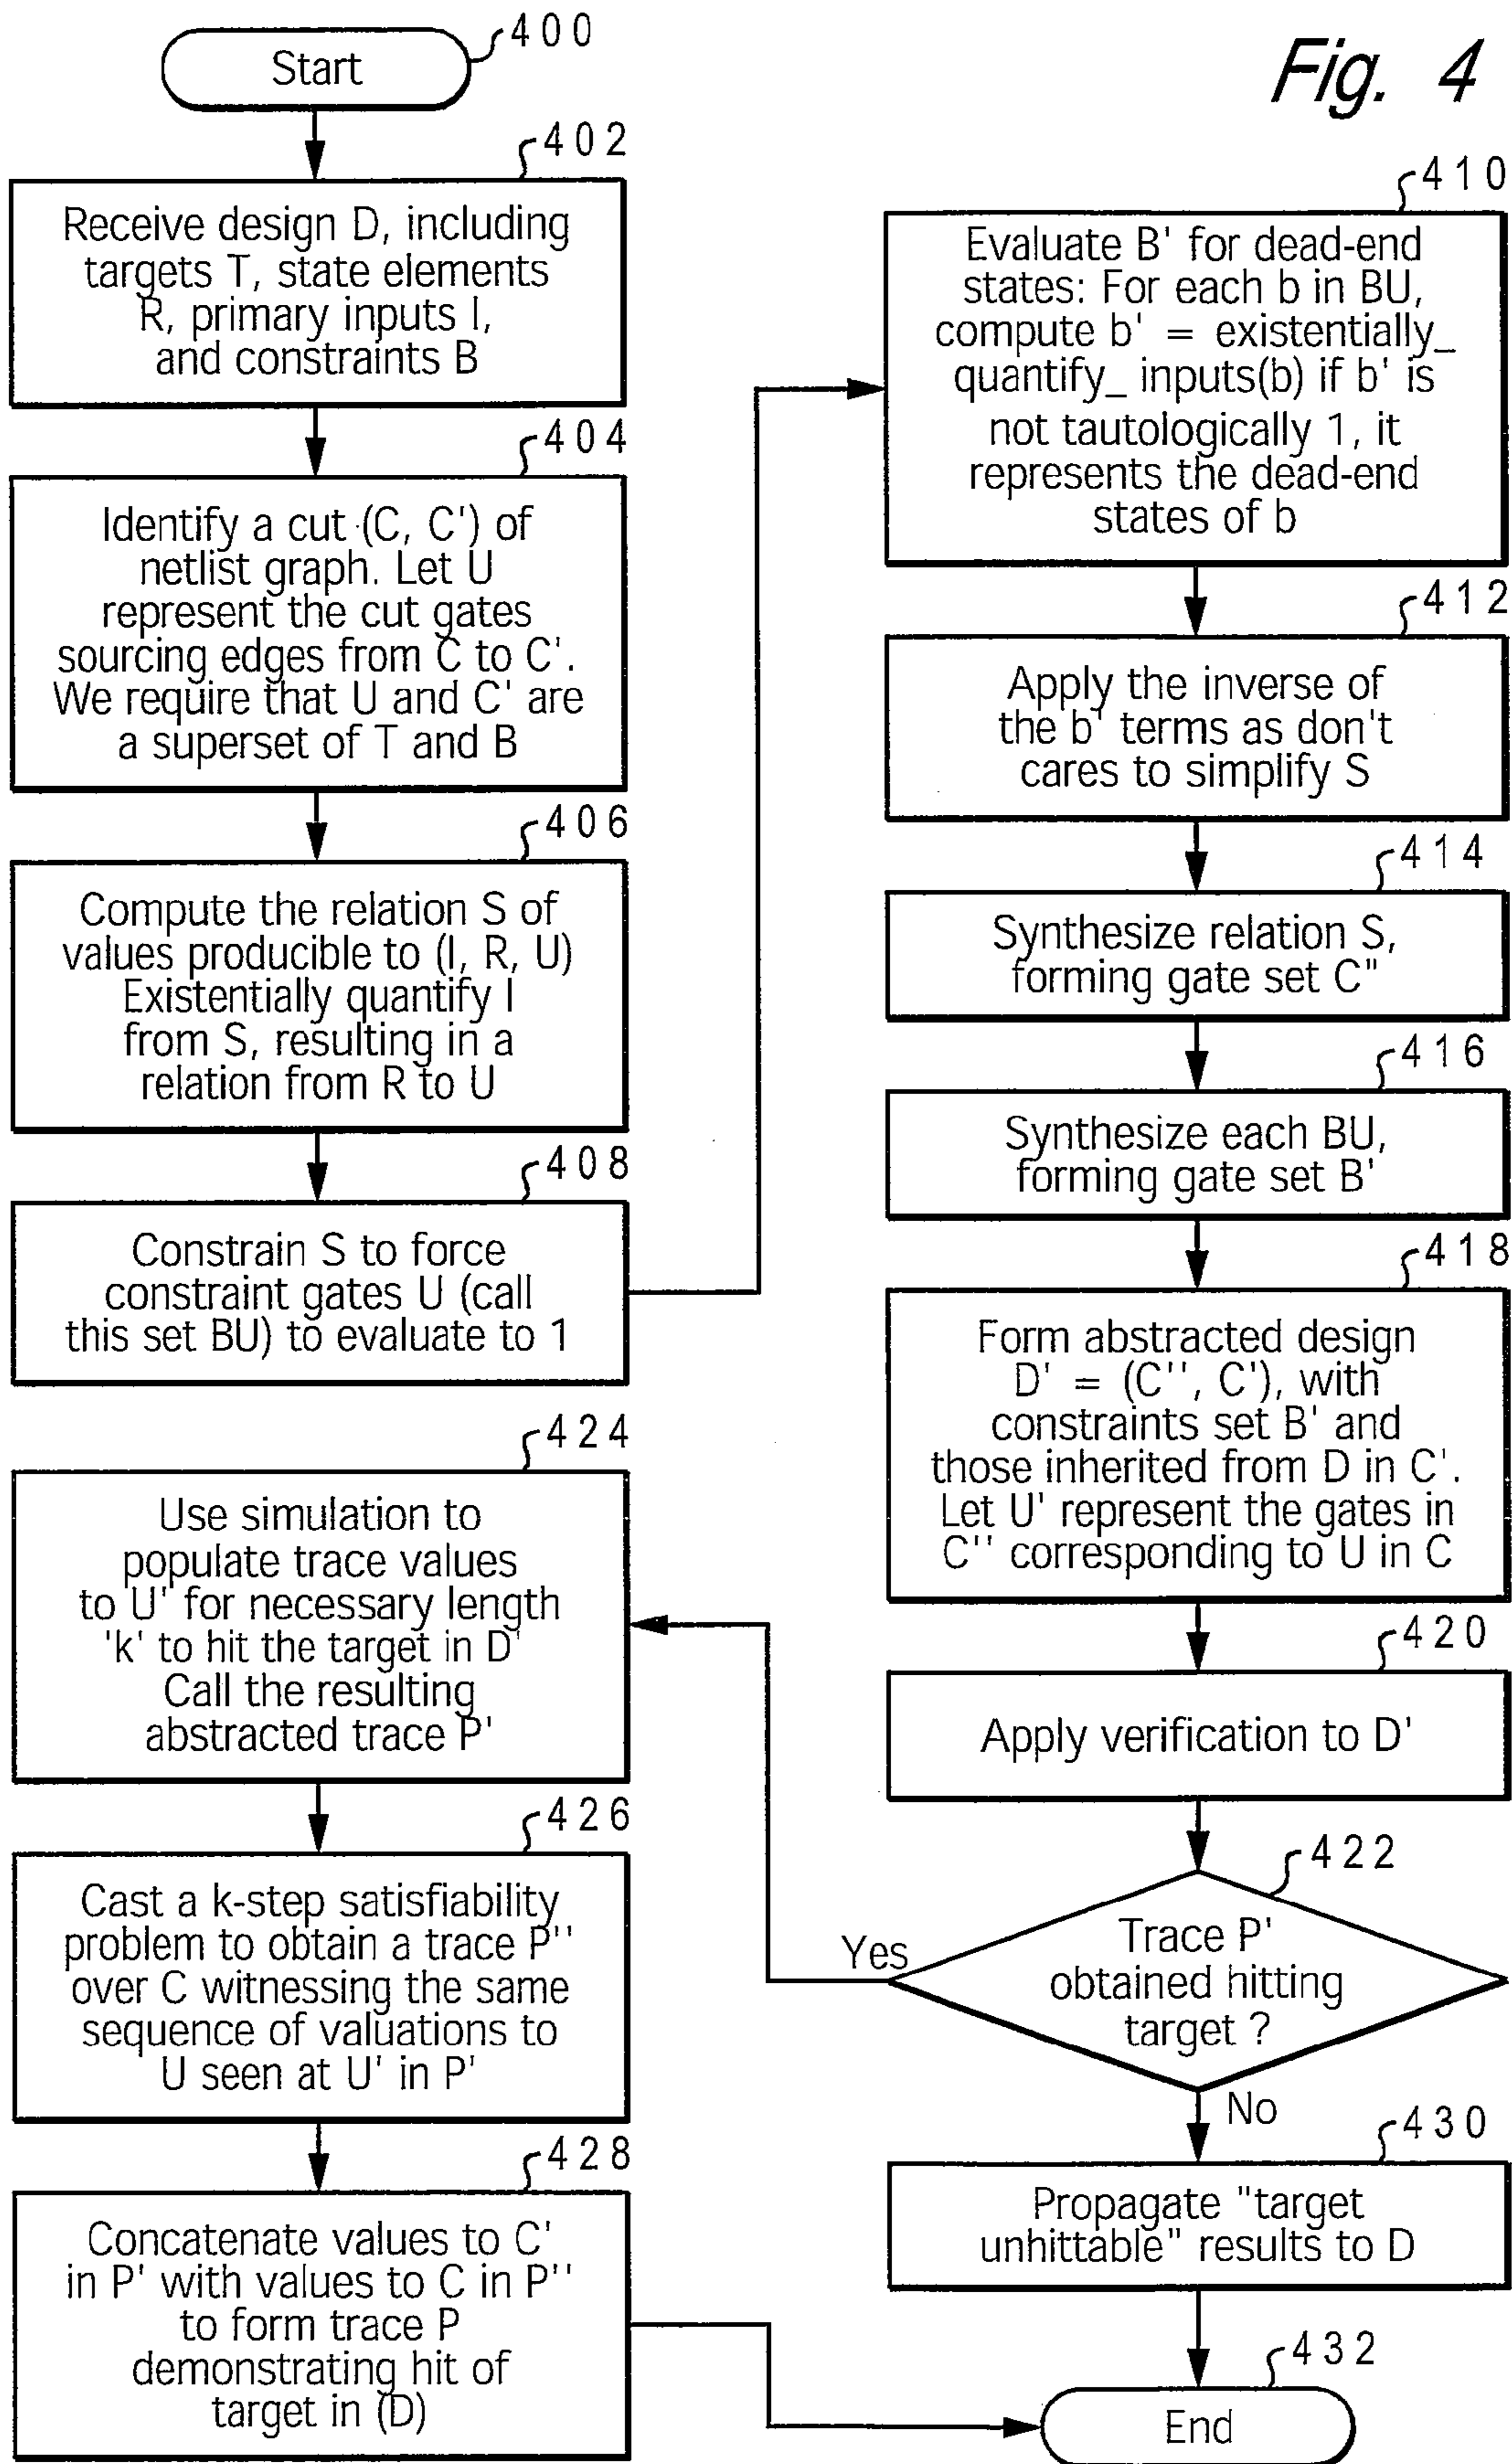 Fig. 4
400
Start
402
Receive design D, including
targets T, state elements
R, primary inputs I,
and constraints B
404
Identify a cut (C, C') of
netlist graph. Let U
represent the cut gates
sourcing edges from C to C'.
We require that U and C' are
a superset of T and B
406
Compute the relation S of
values producible to (I, R, U)
Existentially quantify I
from S, resulting in a
relation from R to U
408
Constrain S to force
constraint gates U (call
this set BU) to evaluate to 1
410
Evaluate B' for dead-end
states: For each b in BU,
compute b' = existentially_
quantify_ inputs(b) if b' is
not tautologically 1, it
represents the dead-end
states of b
412
Apply the inverse of
the b' terms as don't
cares to simplify S
414
Synthesize relation S,
forming gate set C"
416
Synthesize each BU,
forming gate set B'
418
Form abstracted design
D' = (C'', C'), with
constraints set B' and
those inherited from D in C'.
Let U' represent the gates in
C'' corresponding to U in C
420
Apply verification to D'
422
Trace P'
obtained hitting
target ?
Yes
No
424
Use simulation to
populate trace values
to U' for necessary length
'k' to hit the target in D'
Call the resulting
abstracted trace P'
426
Cast a k-step satisfiability
problem to obtain a trace P''
over C witnessing the same
sequence of valuations to
U seen at U' in P'
428
Concatenate values to C'
in P' with values to C in P''
to form trace P
demonstrating hit of
target in (D)
430
Propagate "target
unhittable" results to D
432
End